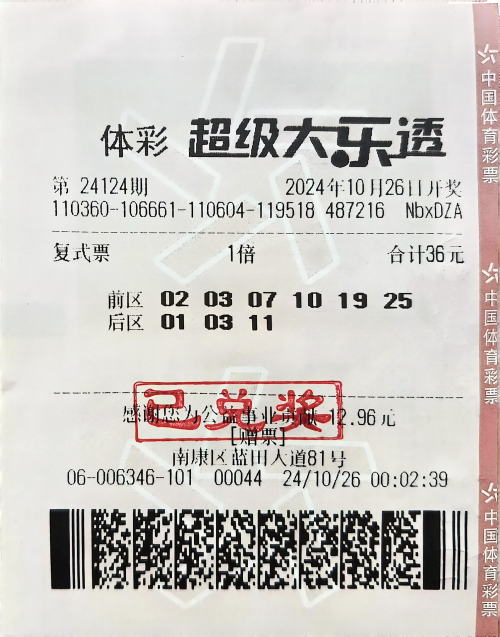 体彩 超级大乐透
第 24124期 2024年10月26日开奖
110360-106661-110604-119518 487216 NbxDZA
复式票 1倍 合计36元
前区 02 03 07 10 19 25
后区 01 03 11
已兑奖
感谢您为公益事业贡献 12.96元
[赠票]
南康区蓝田大道81号
06-006346-101 00044 24/10/26 00:02:39
中国体育彩票
中国体育彩票
中国体育彩票